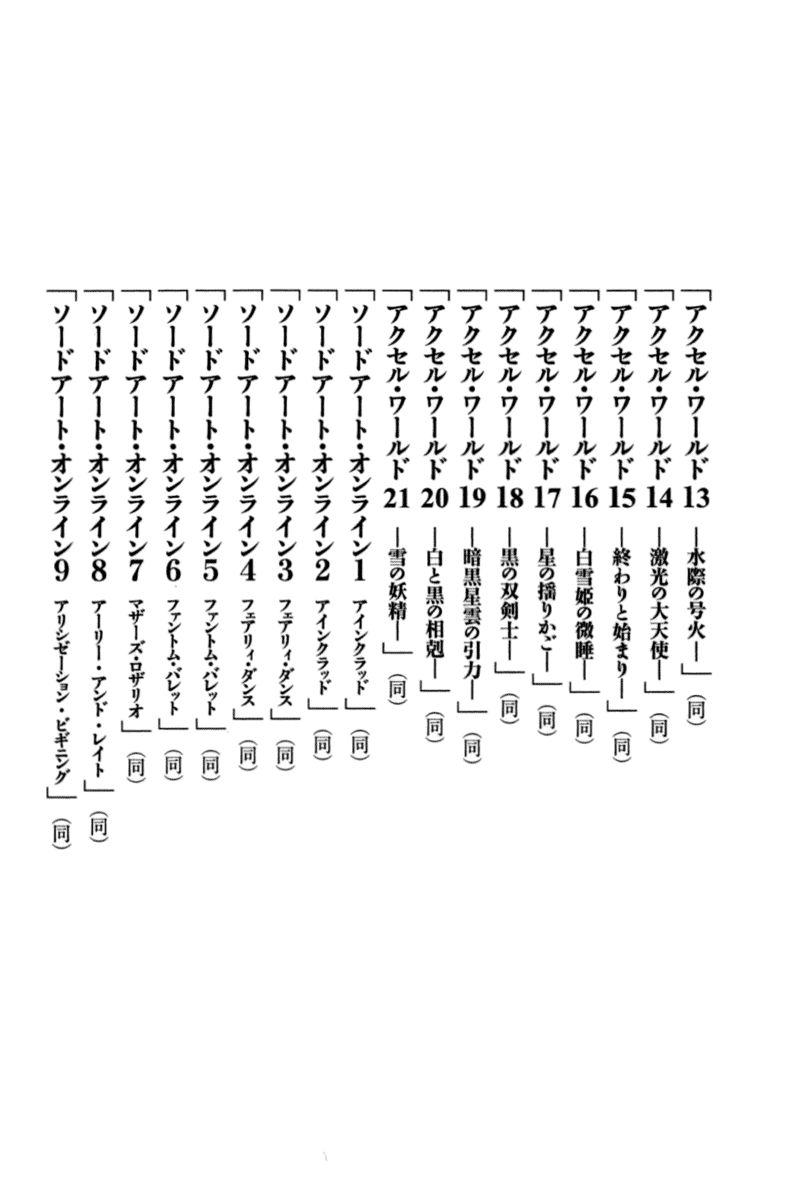 「アクセル・ワールド13 ―水際の号火―」(同)
「アクセル・ワールド14 ―激光の大天使―」(同)
「アクセル・ワールド15 ―終わりと始まり―」(同)
「アクセル・ワールド16 ―白雪姫の微睡―」(同)
「アクセル・ワールド17 ―星の揺りかご―」(同)
「アクセル・ワールド18 ―黒の双剣士―」(同)
「アクセル・ワールド19 ―暗黒星雲の引力―」(同)
「アクセル・ワールド20 ―白と黒の相剋―」(同)
「アクセル・ワールド21 ―雪の妖精―」(同)
「ソードアート・オンライン1 アインクラッド」(同)
「ソードアート・オンライン2 アインクラッド」(同)
「ソードアート・オンライン3 フェアリィ・ダンス」(同)
「ソードアート・オンライン4 フェアリィ・ダンス」(同)
「ソードアート・オンライン5 ファントム・バレット」(同)
「ソードアート・オンライン6 ファントム・バレット」(同)
「ソードアート・オンライン7 マザーズ・ロザリオ」(同)
「ソードアート・オンライン8 アーリー・アンド・レイト」(同)
「ソードアート・オンライン9 アリシゼーション・ビギニング」(同)